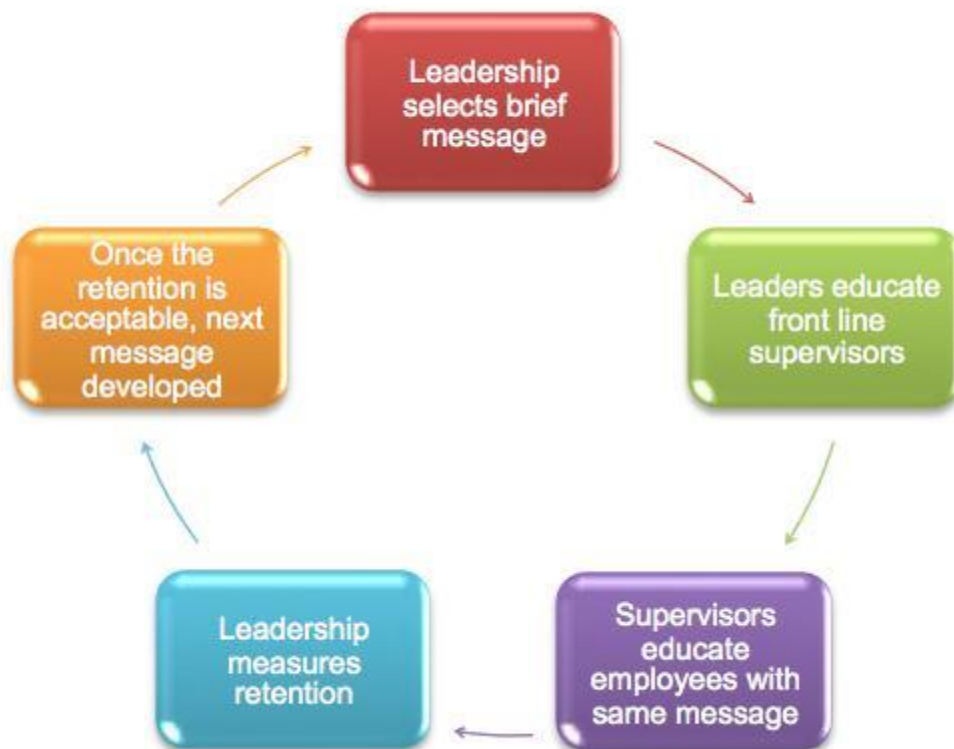 Leadership
selects brief
message
Leaders educate
front line
supervisors
Supervisors
educate
employees with
same message
Leadership
measures
retention
Once the
retention is
acceptable, next
message
developed